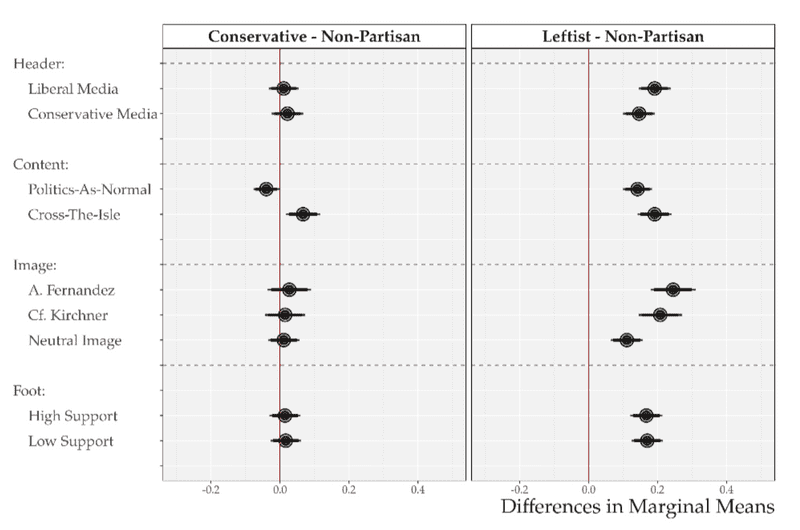 Conservative - Non-Partisan
Leftist - Non-Partisan
Header:
Liberal Media
Conservative Media
Content:
Politics-As-Normal
Cross-The-Isle
Image:
A. Fernandez
Cf. Kirchner
Neutral Image
Foot:
High Support
Low Support
-0.2 0.0 0.2 0.4
-0.2 0.0 0.2 0.4
Differences in Marginal Means